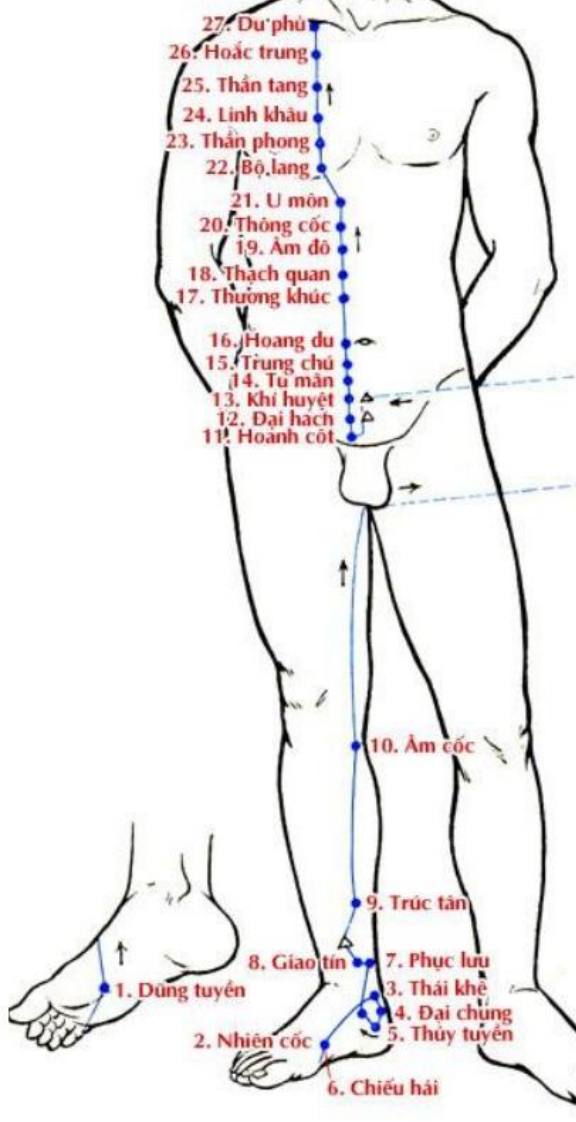 27. Du phủ
26. Hoắc trung
25. Thần tang
24. Linh khâu
23. Thần phong
22. Bộ lang
21. U môn
20. Thông cốc
19. Âm đô
18. Thạch quan
17. Thương khúc
16. Hoang du
15. Trung chú
14. Tứ mãn
13. Khí huyệt
12. Đại hách
11. Hoành cốt
10. Âm cốc
9. Trúc tân
8. Giao tín
7. Phục lưu
3. Thái khê
1. Dũng tuyền
4. Đại chung
5. Thủy tuyền
2. Nhiên cốc
6. Chiếu hải